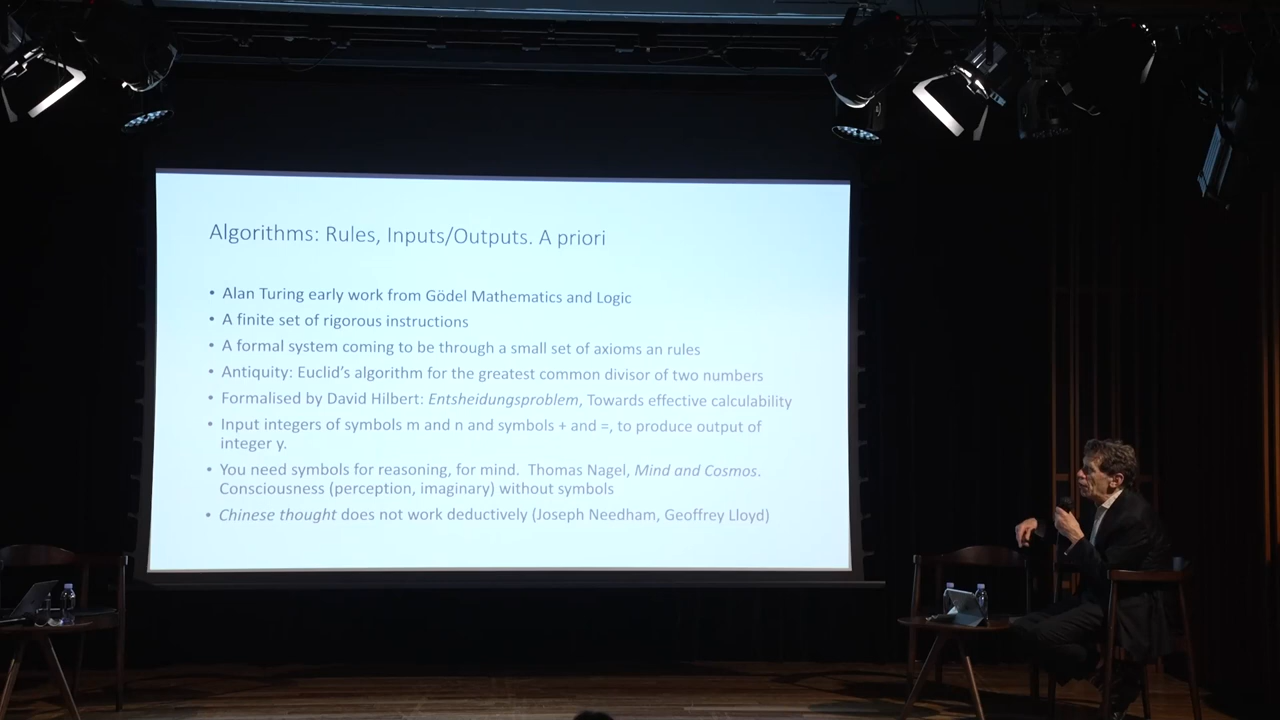 Algorithms: Rules, Inputs/Outputs. A priori
• Alan Turing early work from Gödel Mathematics and Logic
• A finite set of rigorous instructions
• A formal system coming to be through a small set of axioms an rules
• Antiquity: Euclid's algorithm for the greatest common divisor of two numbers
• Formalised by David Hilbert: Entsheidungsproblem, Towards effective calculability
• Input integers of symbols m and n and symbols + and =, to produce output of
integer y.
• You need symbols for reasoning, for mind. Thomas Nagel, Mind and Cosmos.
Consciousness (perception, imaginary) without symbols
• Chinese thought does not work deductively (Joseph Needham, Geoffrey Lloyd)